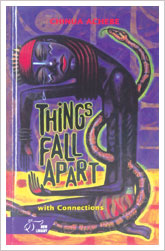 CHINUA ACHEBE
THINGS
FALL
APART
with Connections